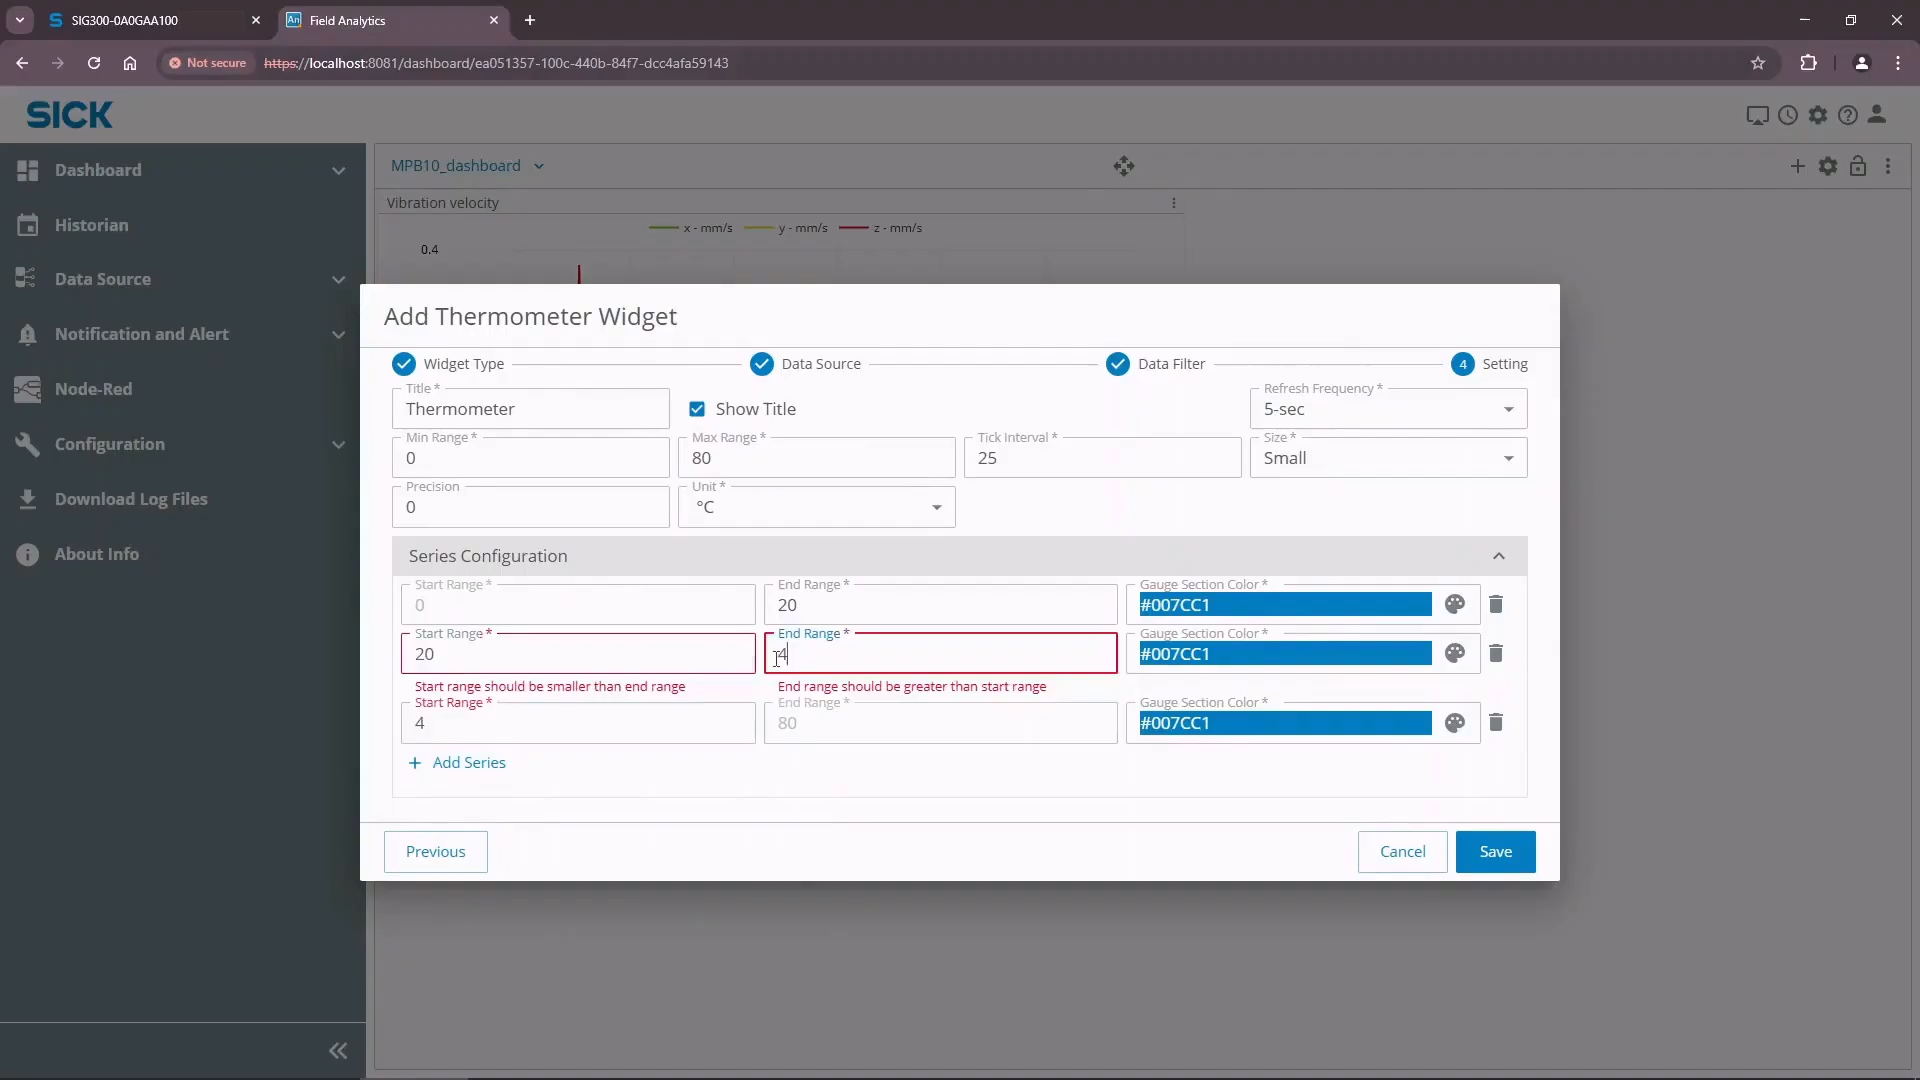 SIG300-0A0GAA100
An Field Analytics
Not secure https://localhost:8081/dashboard/ea051357-100c-440b-84f7-dcc4afa59143
SICK
Dashboard
Historian
Data Source
Notification and Alert
Node-Red
Configuration
Download Log Files
About Info
MPB10_dashboard
Vibration velocity
x - mm/s y - mm/s z - mm/s
0.4
Add Thermometer Widget
Widget Type Data Source Data Filter 4 Setting
Title * Refresh Frequency *
Thermometer Show Title 5-sec
Min Range * Max Range * Tick Interval * Size *
0 80 25 Small
Precision Unit *
0 °C
Series Configuration
Start Range * End Range * Gauge Section Color *
0 20 #007CC1
Start Range * End Range * Gauge Section Color *
20 4 #007CC1
Start range should be smaller than end range End range should be greater than start range
Start Range * End Range * Gauge Section Color *
4 80 #007CC1
+ Add Series
Previous Cancel Save